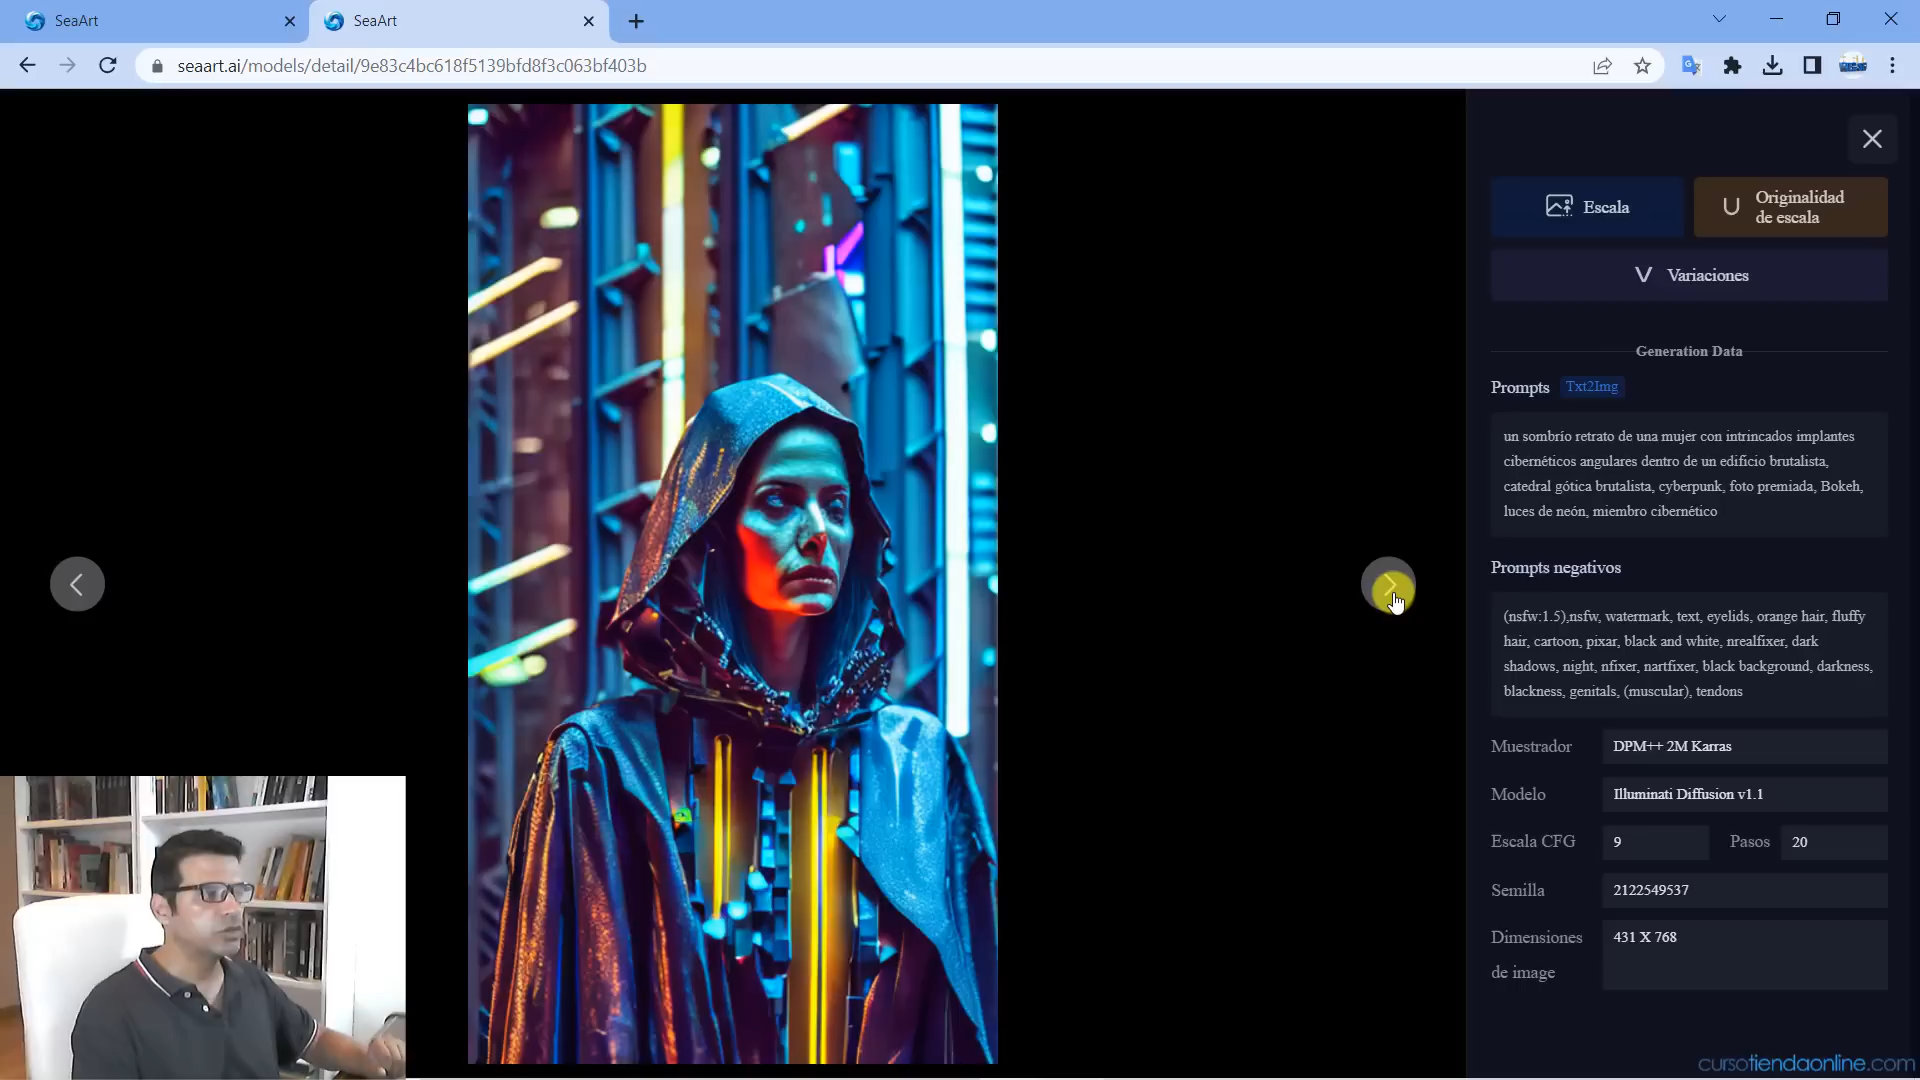 SeaArt
SeaArt
seaart.ai/models/detail/9e83c4bc618f5139bfd8f3c063bf403b
Escala
Originalidad
de escala
Variaciones
Generation Data
Prompts Txt2Img
un sombrío retrato de una mujer con intrincados implantes
cibernéticos angulares dentro de un edificio brutalista,
catedral gótica brutalista, cyberpunk, foto premiada, Bokeh,
luces de neón, miembro cibernético
Prompts negativos
(nsfw:1.5),nsfw, watermark, text, eyelids, orange hair, fluffy
hair, cartoon, pixar, black and white, nrealfixer, dark
shadows, night, nfixer, nartfixer, black background, darkness,
blackness, genitals, (muscular), tendons
Muestrador DPM++ 2M Karras
Modelo Illuminati Diffusion v1.1
Escala CFG 9 Pasos 20
Semilla 2122549537
Dimensiones 431 X 768
de image
cursotiendaonline.com